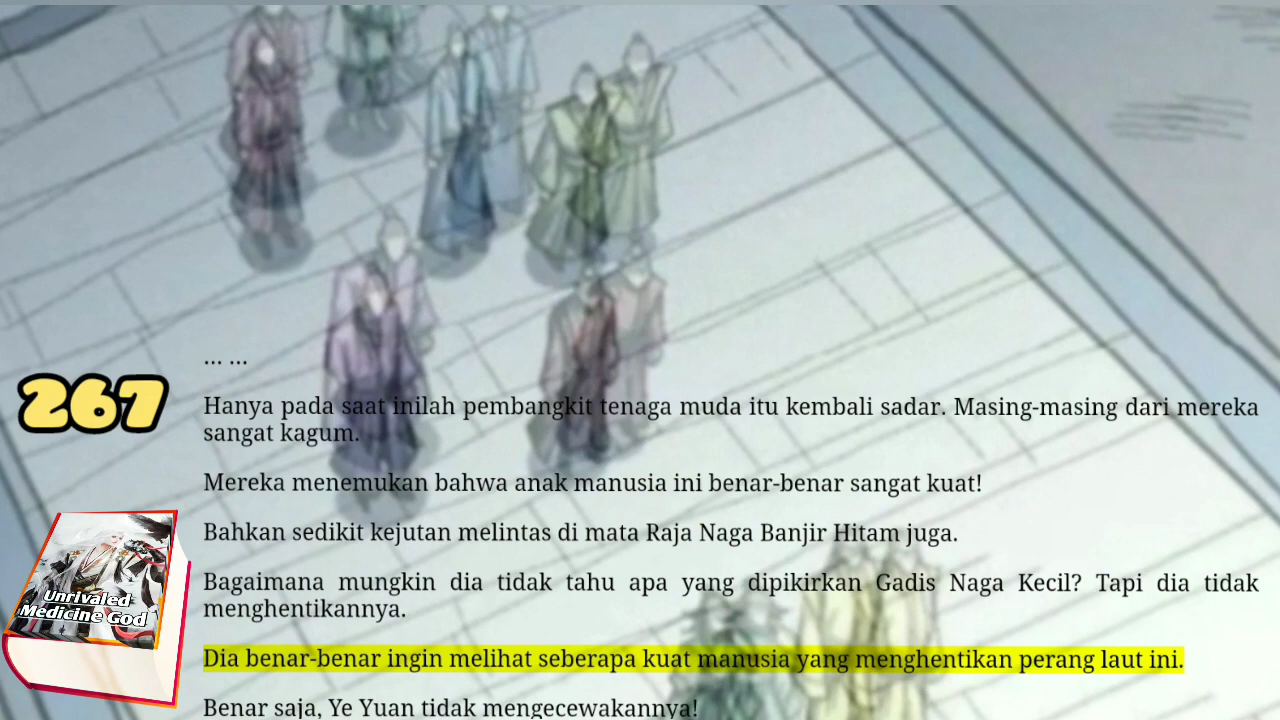 ... ...
267
Hanya pada saat inilah pembangkit tenaga muda itu kembali sadar. Masing-masing dari mereka
sangat kagum.
Mereka menemukan bahwa anak manusia ini benar-benar sangat kuat!
Bahkan sedikit kejutan melintas di mata Raja Naga Banjir Hitam juga.
Bagaimana mungkin dia tidak tahu apa yang dipikirkan Gadis Naga Kecil? Tapi dia tidak
menghentikannya.
Unrivaled
Medicine God
Dia benar-benar ingin melihat seberapa kuat manusia yang menghentikan perang laut ini.
Benar saja, Ye Yuan tidak mengecewakannya!